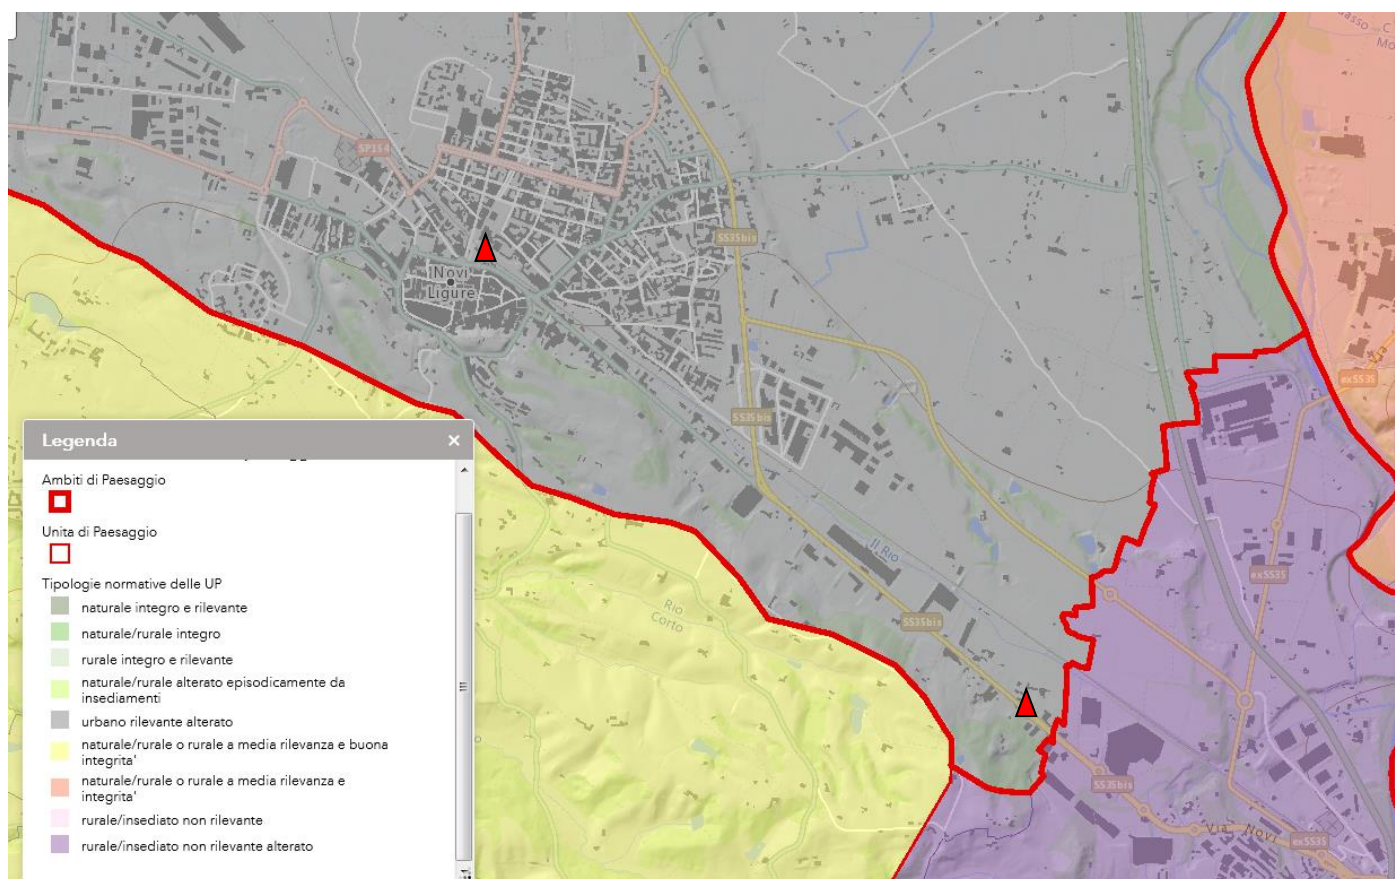 asso
C
Mo
SP154
SS35bis
Novi
Ligure
Via
exSS35
SS35bis
Legenda ×
Ambiti di Paesaggio
Unita di Paesaggio
Il Rio
exSS35
Tipologie normative delle UP
naturale integro e rilevante
Rio
Corto
SS35bis
naturale/rurale integro
rurale integro e rilevante
naturale/rurale alterato episodicamente da
insediamenti
urbano rilevante alterato
naturale/rurale o rurale a media rilevanza e buona
integrita'
naturale/rurale o rurale a media rilevanza e
integrita'
SS35bis
rurale/insediato non rilevante
Via Novi
rurale/insediato non rilevante alterato
exSS35